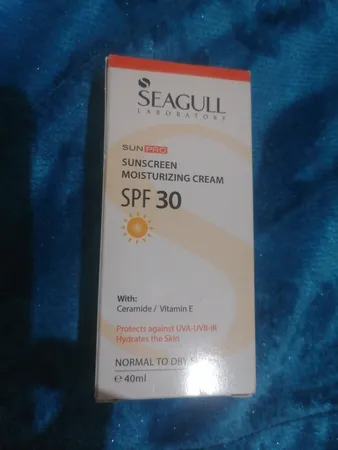 SEAGULL
LABORATORY
SUN PRO
SUNSCREEN
MOISTURIZING CREAM
SPF 30
With:
Ceramide / Vitamin E
Protects against UVA-UVB-IR
Hydrates the Skin
NORMAL TO DRY
℮ 40ml